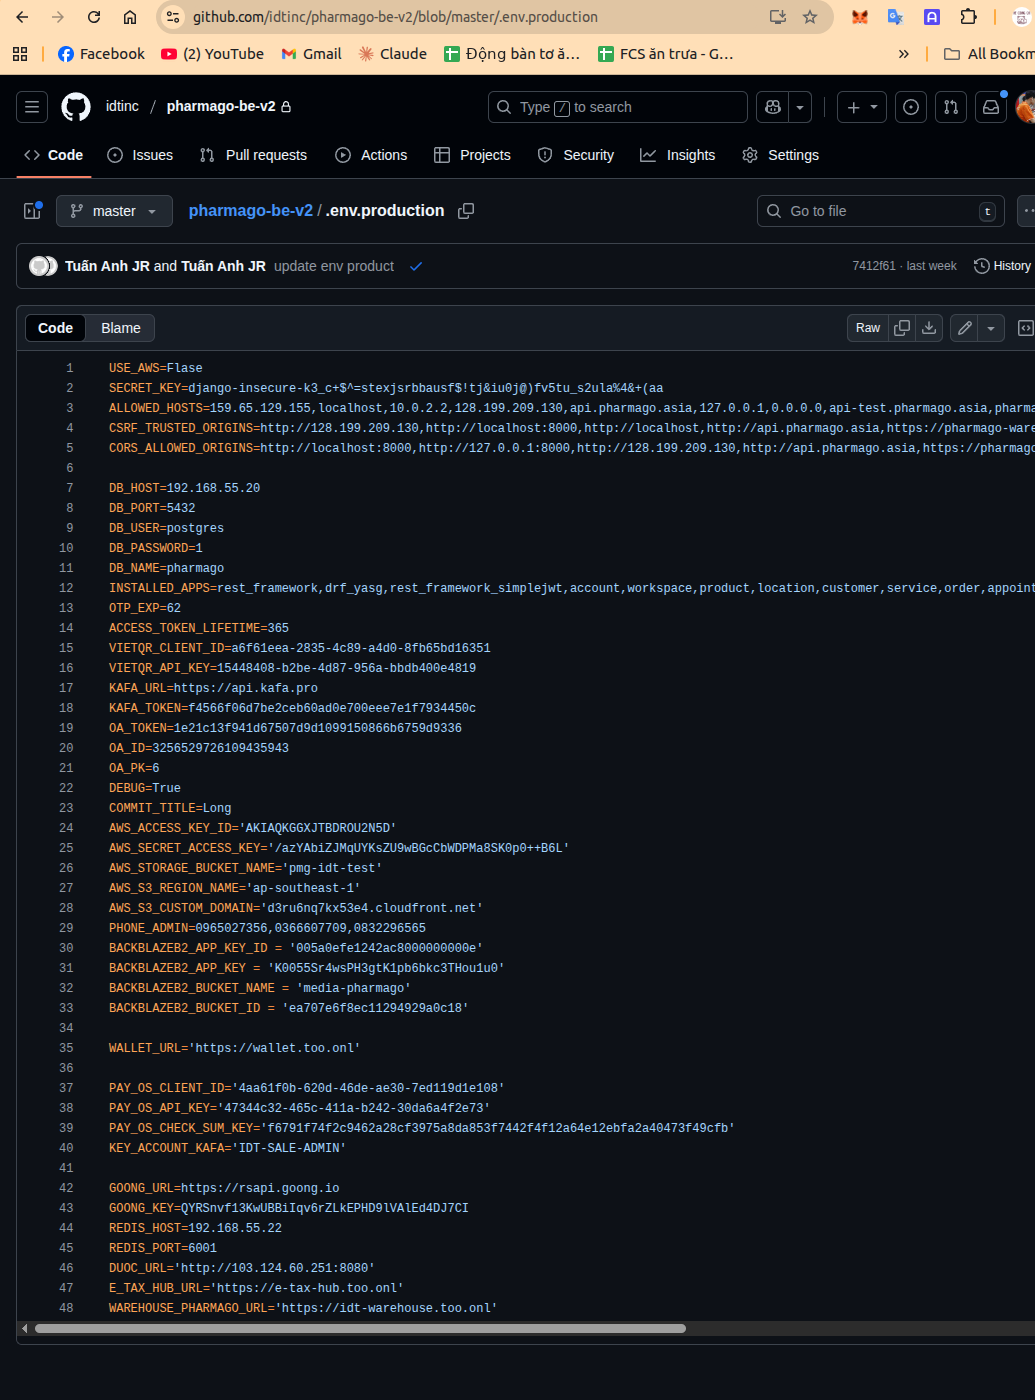 github.com/idtinc/pharmago-be-v2/blob/master/.env.production
Facebook (2) YouTube Gmail Claude Động bàn tơ ă... FCS ăn trưa - G... » All Bookm
idtinc / pharmago-be-v2 Type / to search
Code Issues Pull requests Actions Projects Security Insights Settings
master pharmago-be-v2 / .env.production Go to file t
Tuấn Anh JR and Tuấn Anh JR update env product 7412f61 · last week History
Code Blame Raw
1 USE_AWS=Flase
2 SECRET_KEY=django-insecure-k3_c+$^=stexjsrbbausf$!tj&iu0j@)fv5tu_s2ula%4&+(aa
3 ALLOWED_HOSTS=159.65.129.155,localhost,10.0.2.2,128.199.209.130,api.pharmago.asia,127.0.0.1,0.0.0.0,api-test.pharmago.asia,pharma
4 CSRF_TRUSTED_ORIGINS=http://128.199.209.130,http://localhost:8000,http://localhost,http://api.pharmago.asia,https://pharmago-ware
5 CORS_ALLOWED_ORIGINS=http://localhost:8000,http://127.0.0.1:8000,http://128.199.209.130,http://api.pharmago.asia,https://pharmago
6
7 DB_HOST=192.168.55.20
8 DB_PORT=5432
9 DB_USER=postgres
10 DB_PASSWORD=1
11 DB_NAME=pharmago
12 INSTALLED_APPS=rest_framework,drf_yasg,rest_framework_simplejwt,account,workspace,product,location,customer,service,order,appoint
13 OTP_EXP=62
14 ACCESS_TOKEN_LIFETIME=365
15 VIETQR_CLIENT_ID=a6f61eea-2835-4c89-a4d0-8fb65bd16351
16 VIETQR_API_KEY=15448408-b2be-4d87-956a-bbdb400e4819
17 KAFA_URL=https://api.kafa.pro
18 KAFA_TOKEN=f4566f06d7be2ceb60ad0e700eee7e1f7934450c
19 OA_TOKEN=1e21c13f941d67507d9d1099150866b6759d9336
20 OA_ID=3256529726109435943
21 OA_PK=6
22 DEBUG=True
23 COMMIT_TITLE=Long
24 AWS_ACCESS_KEY_ID='AKIAQKGGXJTBDROU2N5D'
25 AWS_SECRET_ACCESS_KEY='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'
26 AWS_STORAGE_BUCKET_NAME='pmg-idt-test'
27 AWS_S3_REGION_NAME='ap-southeast-1'
28 AWS_S3_CUSTOM_DOMAIN='d3ru6nq7kx53e4.cloudfront.net'
29 PHONE_ADMIN=0965027356,0366607709,0832296565
30 BACKBLAZEB2_APP_KEY_ID = '005a0efe1242ac8000000000e'
31 BACKBLAZEB2_APP_KEY = 'K0055Sr4wsPH3gtK1pb6bkc3THou1u0'
32 BACKBLAZEB2_BUCKET_NAME = 'media-pharmago'
33 BACKBLAZEB2_BUCKET_ID = 'ea707e6f8ec11294929a0c18'
34
35 WALLET_URL='https://wallet.too.onl'
36
37 PAY_OS_CLIENT_ID='4aa61f0b-620d-46de-ae30-7ed119d1e108'
38 PAY_OS_API_KEY='47344c32-465c-411a-b242-30da6a4f2e73'
39 PAY_OS_CHECK_SUM_KEY='f6791f74f2c9462a28cf3975a8da853f7442f4f12a64e12ebfa2a40473f49cfb'
40 KEY_ACCOUNT_KAFA='IDT-SALE-ADMIN'
41
42 GOONG_URL=https://rsapi.goong.io
43 GOONG_KEY=QYRSnvf13KwUBBiIqv6rZLkEPHD9lVAlEd4DJ7CI
44 REDIS_HOST=192.168.55.22
45 REDIS_PORT=6001
46 DUOC_URL='http://103.124.60.251:8080'
47 E_TAX_HUB_URL='https://e-tax-hub.too.onl'
48 WAREHOUSE_PHARMAGO_URL='https://idt-warehouse.too.onl'